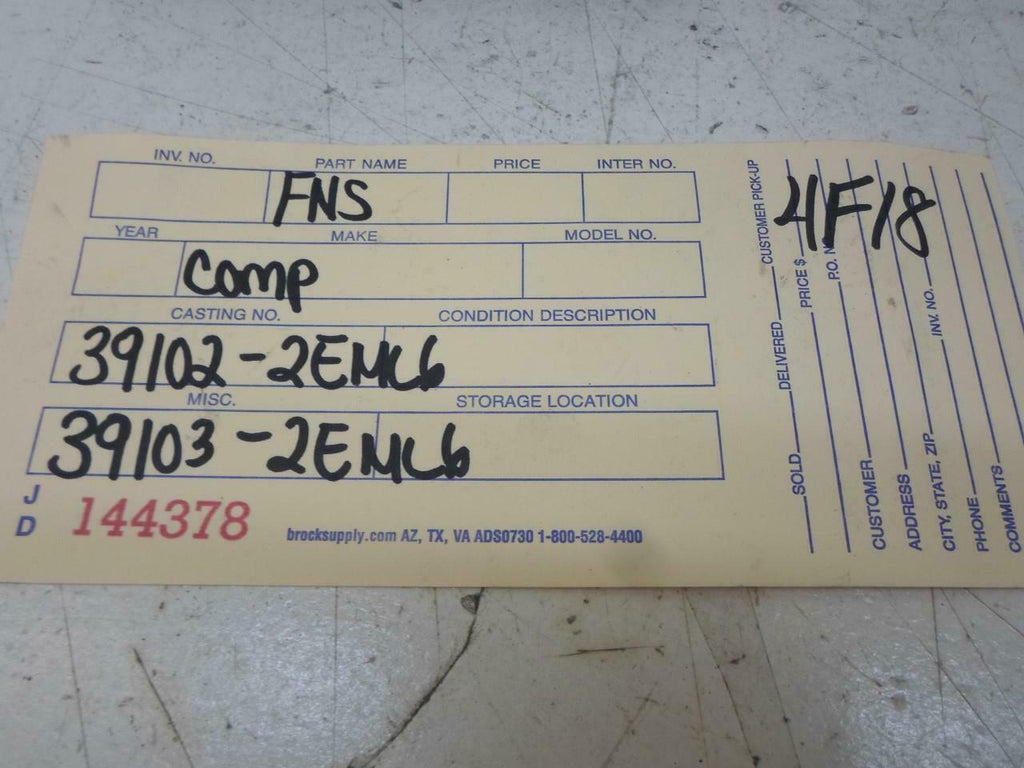 INV. NO. PART NAME PRICE INTER NO.
FNS
YEAR MAKE MODEL NO.
Comp
CASTING NO. CONDITION DESCRIPTION
39102-2EMC6
MISC. STORAGE LOCATION
39103-2EMC6
J
D
144378
brocksupply.com AZ, TX, VA ADS0730 1-800-528-4400
4F18
SOLD DELIVERED CUSTOMER PICK-UP
PRICE $
P.O. N
CUSTOMER
ADDRESS
CITY, STATE, ZIP INV. NO.
PHONE
COMMENTS